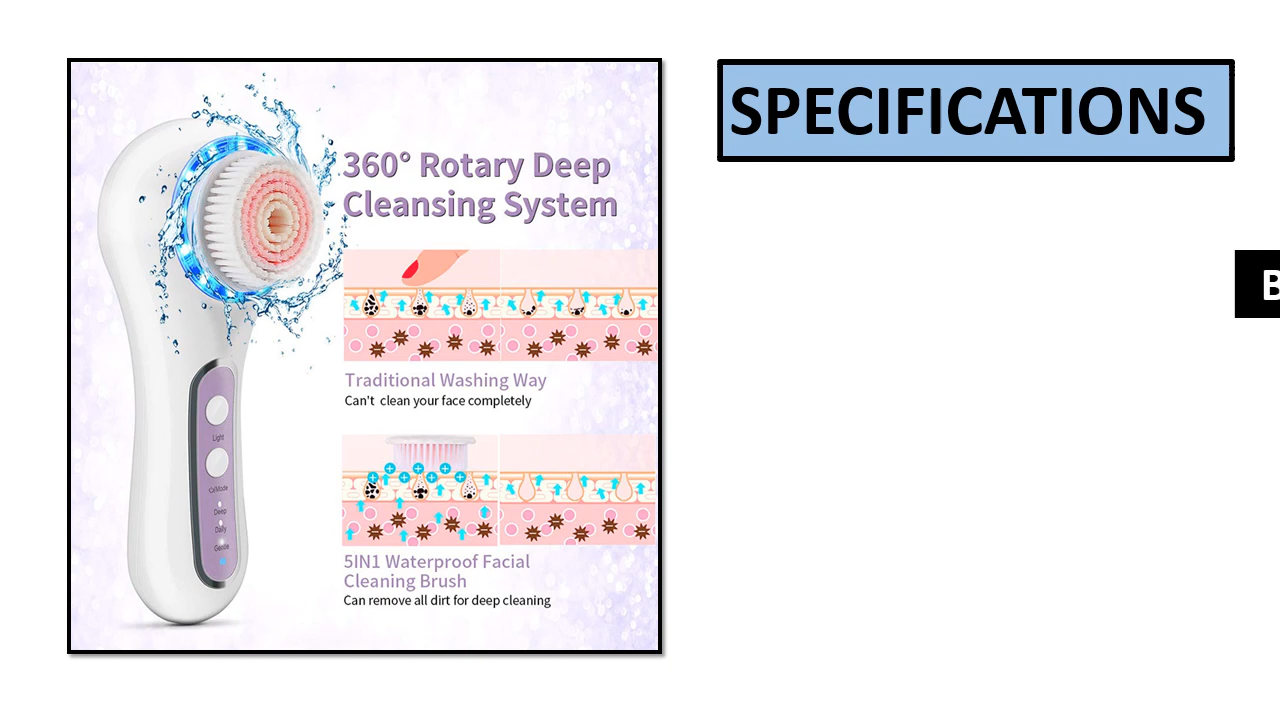 SPECIFICATIONS
360° Rotary Deep
Cleansing System
Traditional Washing Way
Can't clean your face completely
Light
O/Mode
Deep
Daily
Gentle
5IN1 Waterproof Facial
Cleaning Brush
Can remove all dirt for deep cleaning
B